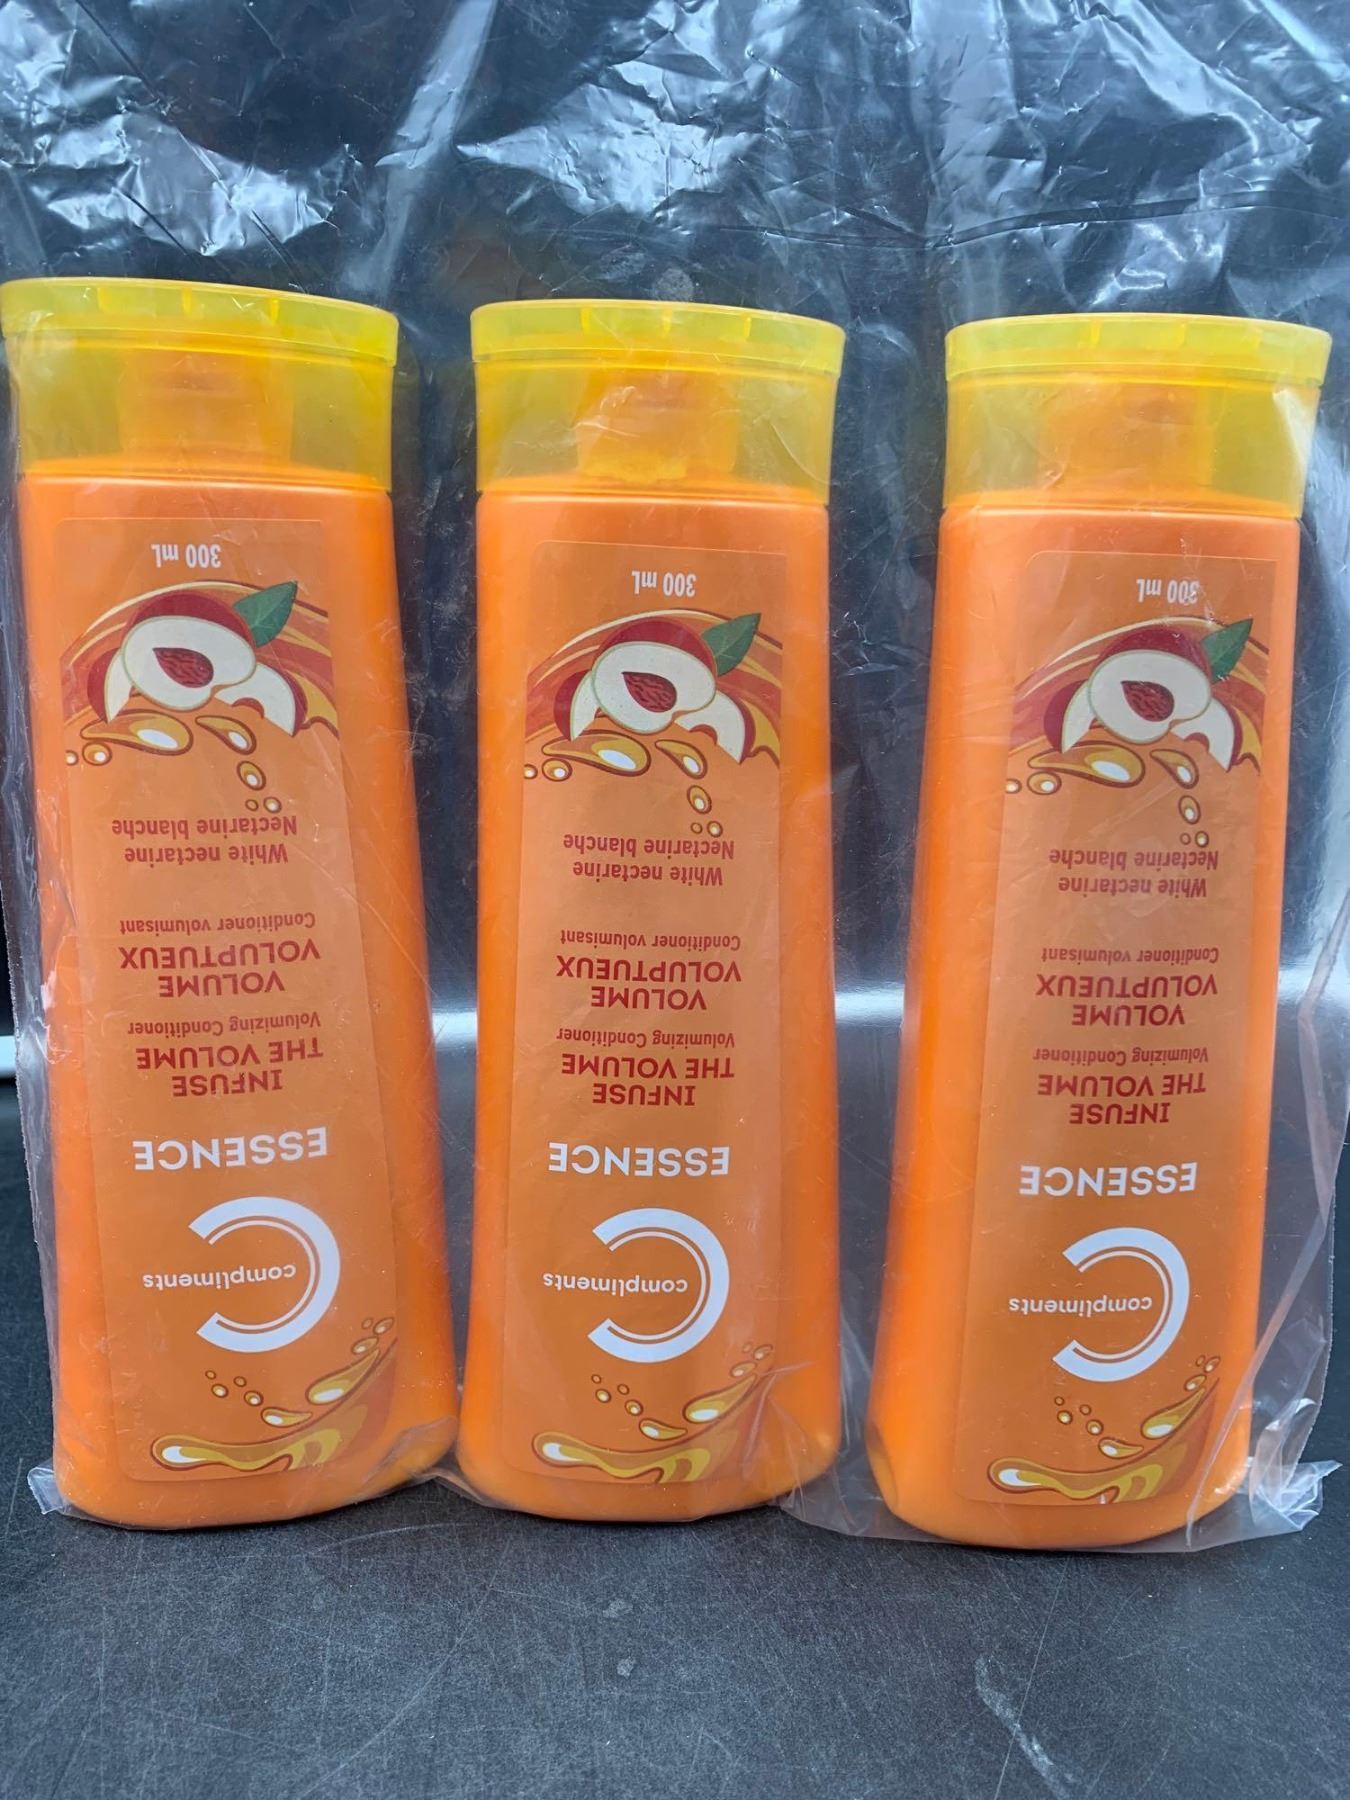 compliments
ESSENCE
INFUSE
THE VOLUME
Volumizing Conditioner
VOLUME
VOLUPTUEUX
Conditioner volumisant
White nectarine
Nectarine blanche
300 mL
compliments
ESSENCE
INFUSE
THE VOLUME
Volumizing Conditioner
VOLUME
VOLUPTUEUX
Conditioner volumisant
White nectarine
Nectarine blanche
300 mL
compliments
ESSENCE
INFUSE
THE VOLUME
Volumizing Conditioner
VOLUME
VOLUPTUEUX
Conditioner volumisant
White nectarine
Nectarine blanche
300 mL